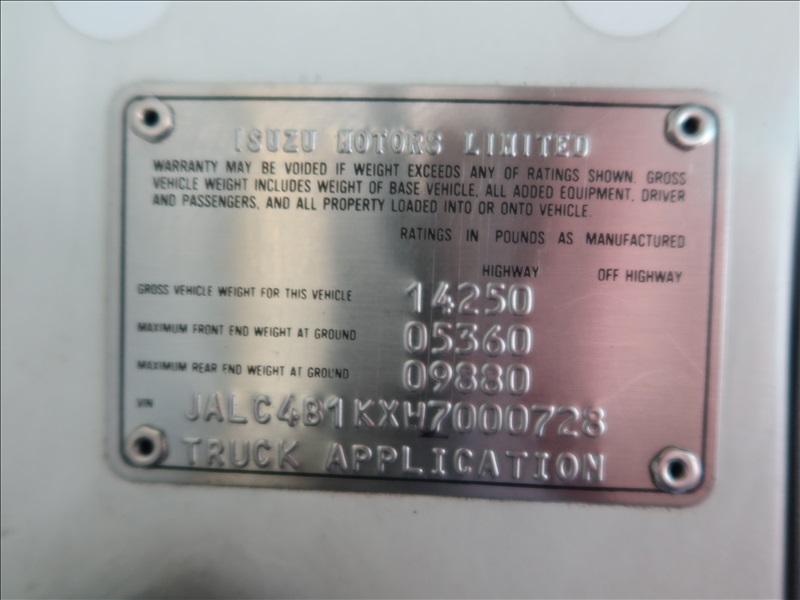 ISUZU MOTORS LIMITED
WARRANTY MAY BE VOIDED IF WEIGHT EXCEEDS ANY OF RATINGS SHOWN. GROSS
VEHICLE WEIGHT INCLUDES WEIGHT OF BASE VEHICLE, ALL ADDED EQUIPMENT, DRIVER
AND PASSENGERS, AND ALL PROPERTY LOADED INTO OR ONTO VEHICLE.
RATINGS IN POUNDS AS MANUFACTURED
HIGHWAY OFF HIGHWAY
GROSS VEHICLE WEIGHT FOR THIS VEHICLE 14250
MAXIMUM FRONT END WEIGHT AT GROUND 05360
MAXIMUM REAR END WEIGHT AT GROUND 09880
VIN JALC4B1KXW7000728
TRUCK APPLICATION